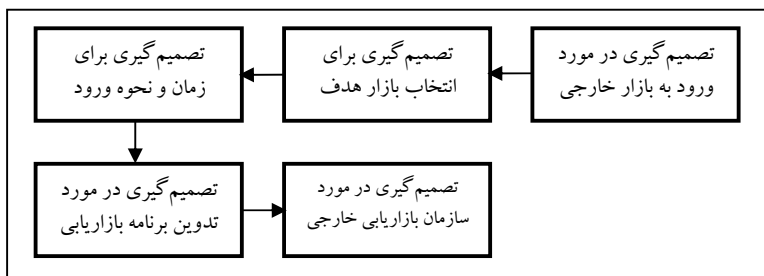 تصمیم‌گیری در مورد
ورود به بازار خارجی
تصمیم‌گیری برای
انتخاب بازار هدف
تصمیم‌گیری برای
زمان و نحوه ورود
تصمیم‌گیری در مورد
تدوین برنامه بازاریابی
تصمیم‌گیری در مورد
سازمان بازاریابی خارجی